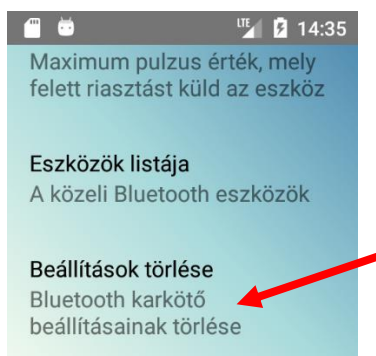 LTE 14:35
Maximum pulzus érték, mely
felett riasztást küld az eszköz
Eszközök listája
A közeli Bluetooth eszközök
Beállítások törlése
Bluetooth karkötő
beállításainak törlése